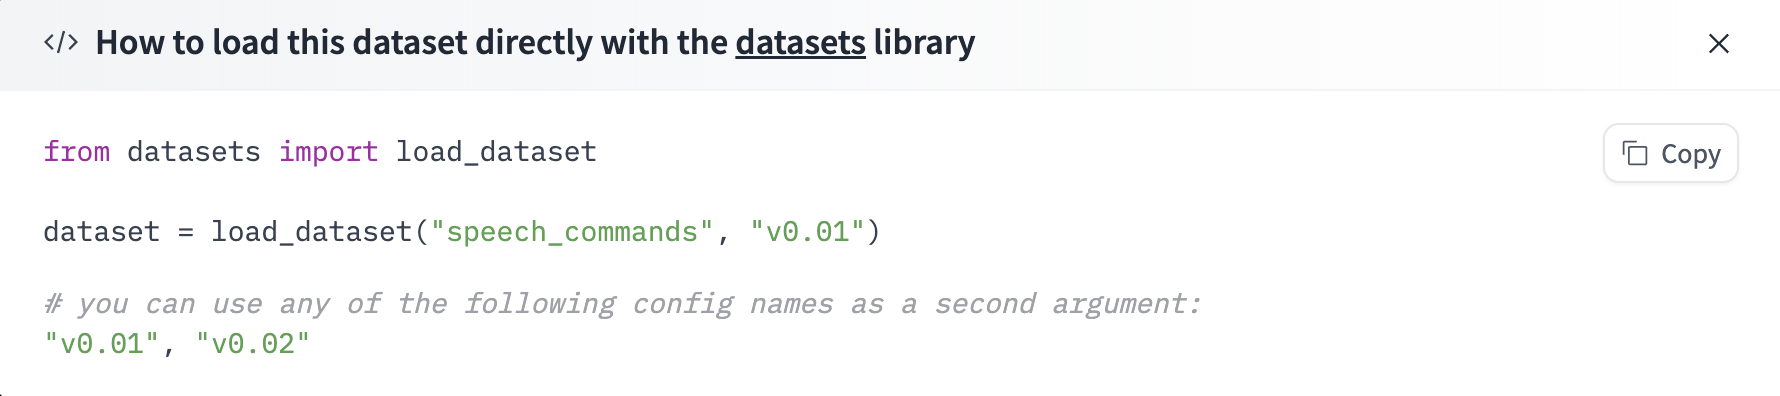 </> How to load this dataset directly with the datasets library
from datasets import load_dataset
Copy
dataset = load_dataset("speech_commands", "v0.01")
# you can use any of the following config names as a second argument:
"v0.01", "v0.02"